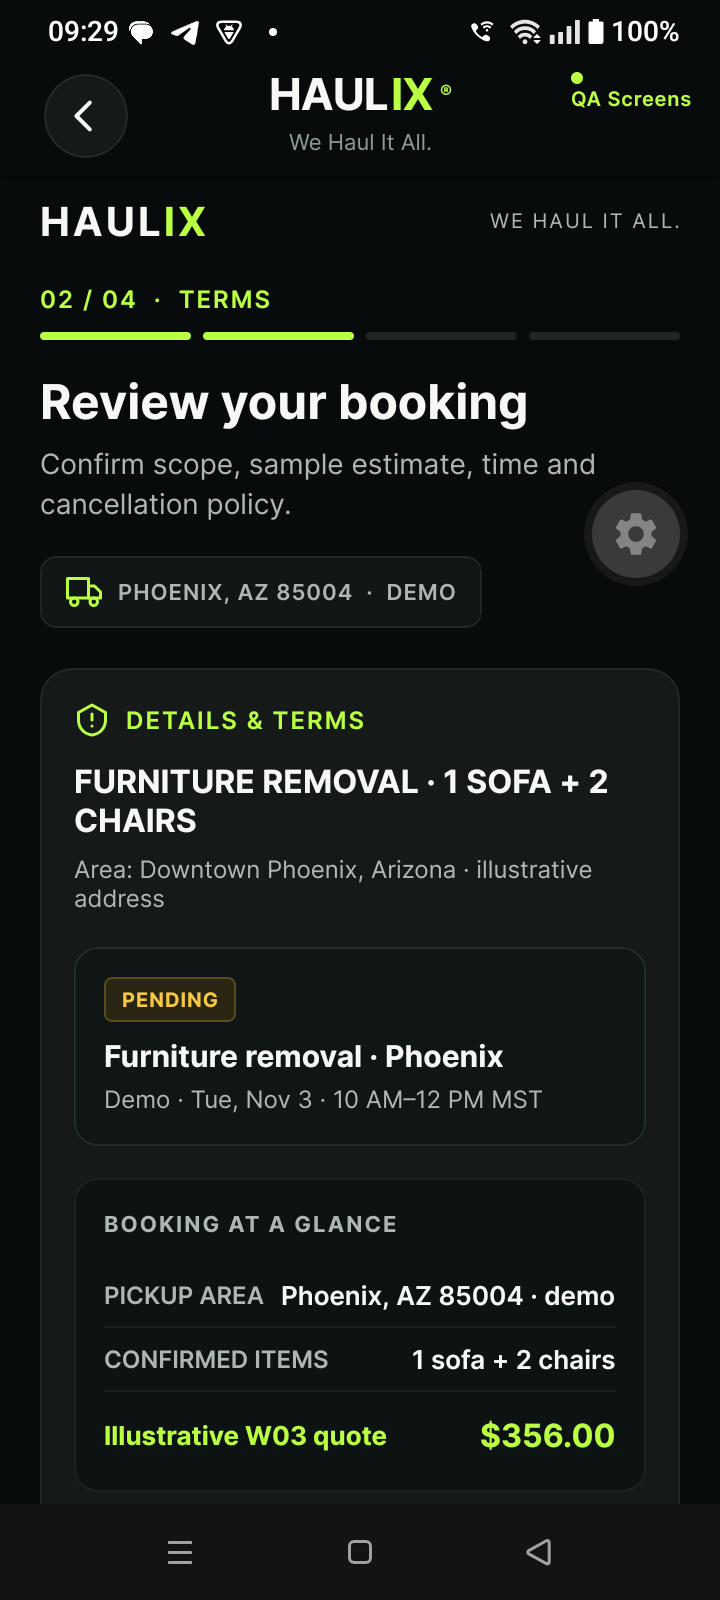 09:29
100%
HAULIX ®
QA Screens
We Haul It All.
HAULIX
WE HAUL IT ALL.
02 / 04 · TERMS
Review your booking
Confirm scope, sample estimate, time and
cancellation policy.
PHOENIX, AZ 85004 · DEMO
DETAILS & TERMS
FURNITURE REMOVAL · 1 SOFA + 2
CHAIRS
Area: Downtown Phoenix, Arizona · illustrative
address
PENDING
Furniture removal · Phoenix
Demo · Tue, Nov 3 · 10 AM–12 PM MST
BOOKING AT A GLANCE
PICKUP AREA Phoenix, AZ 85004 · demo
CONFIRMED ITEMS 1 sofa + 2 chairs
Illustrative W03 quote $356.00